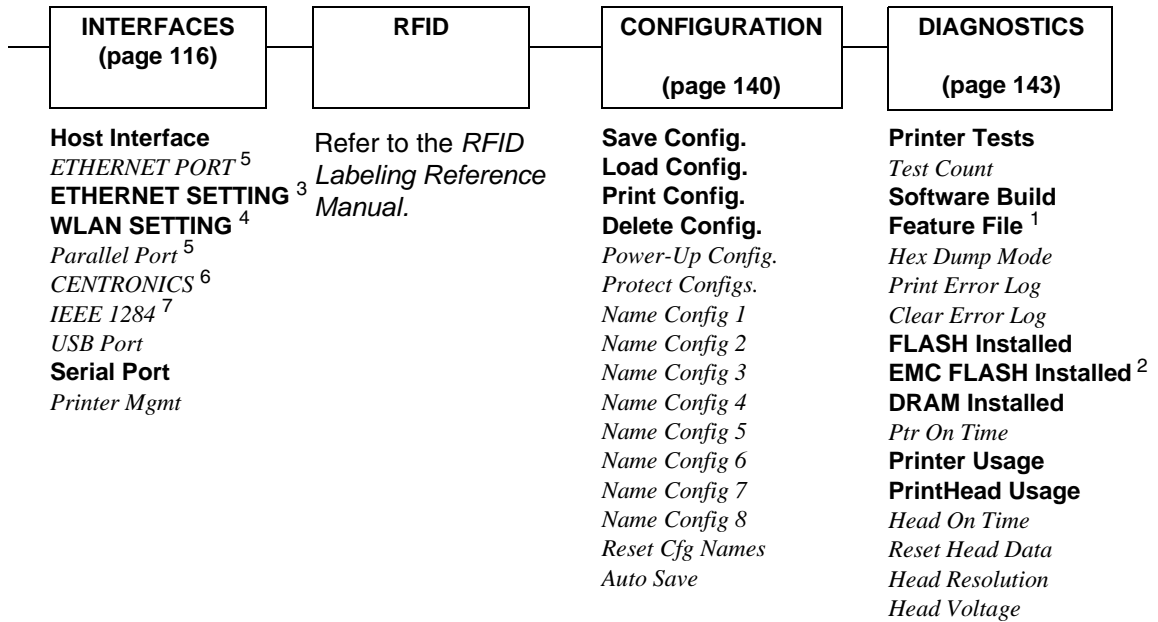 INTERFACES
(page 116)
Host Interface
ETHERNET PORT 5
ETHERNET SETTING 3
WLAN SETTING 4
Parallel Port 5
CENTRONICS 6
IEEE 1284 7
USB Port
Serial Port
Printer Mgmt
RFID
Refer to the RFID
Labeling Reference
Manual.
CONFIGURATION
(page 140)
Save Config.
Load Config.
Print Config.
Delete Config.
Power-Up Config.
Protect Configs.
Name Config 1
Name Config 2
Name Config 3
Name Config 4
Name Config 5
Name Config 6
Name Config 7
Name Config 8
Reset Cfg Names
Auto Save
DIAGNOSTICS
(page 143)
Printer Tests
Test Count
Software Build
Feature File 1
Hex Dump Mode
Print Error Log
Clear Error Log
FLASH Installed
EMC FLASH Installed 2
DRAM Installed
Ptr On Time
Printer Usage
PrintHead Usage
Head On Time
Reset Head Data
Head Resolution
Head Voltage